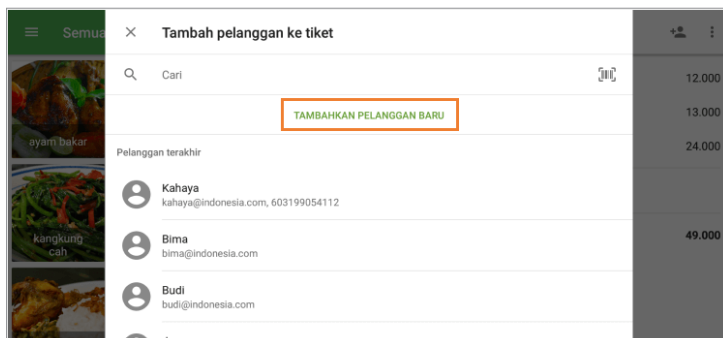 Semua
Tambah pelanggan ke tiket
Cari
TAMBAHKAN PELANGGAN BARU
Pelanggan terakhir
Kahaya
kahaya@indonesia.com, 603199054112
Bima
bima@indonesia.com
Budi
budi@indonesia.com
ayam bakar
kangkung
cah
12.000
13.000
24.000
49.000